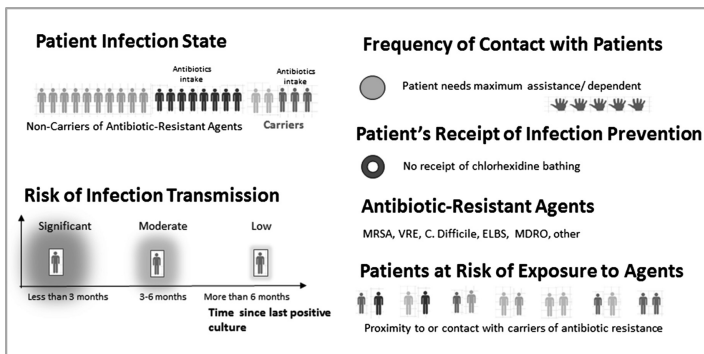 Patient Infection State
Antibiotics
intake
Antibiotics
intake
Non-Carriers of Antibiotic-Resistant Agents
Carriers
Risk of Infection Transmission
Significant
Moderate
Low
Less than 3 months
3-6 months
More than 6 months
Time since last positive
culture
Frequency of Contact with Patients
Patient needs maximum assistance/ dependent
Patient's Receipt of Infection Prevention
No receipt of chlorhexidine bathing
Antibiotic-Resistant Agents
MRSA, VRE, C. Difficile, ELBS, MDRO, other
Patients at Risk of Exposure to Agents
Proximity to or contact with carriers of antibiotic resistance